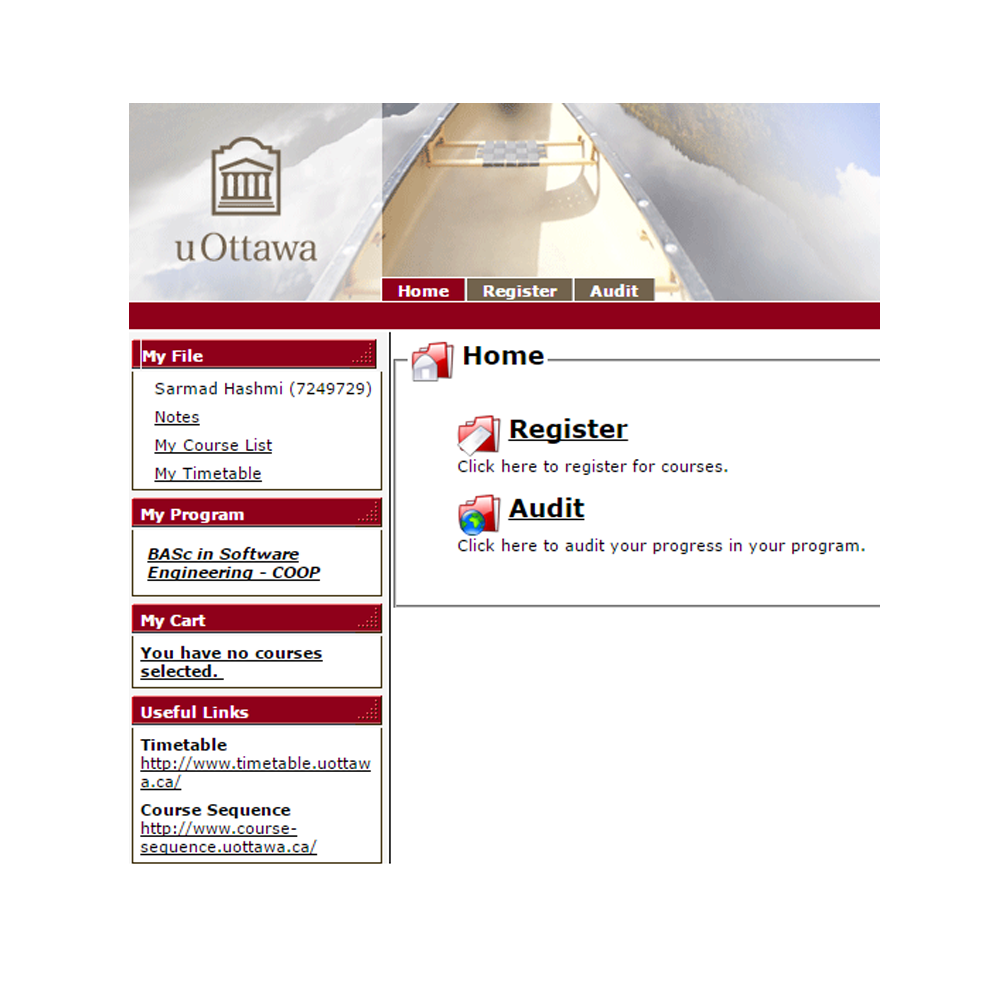 uOttawa
Home Register Audit
My File
Sarmad Hashmi (7249729)
Notes
My Course List
My Timetable
My Program
BASc in Software
Engineering - COOP
My Cart
You have no courses
selected.
Useful Links
Timetable
http://www.timetable.uottaw
a.ca/
Course Sequence
http://www.course-
sequence.uottawa.ca/
Home
Register
Click here to register for courses.
Audit
Click here to audit your progress in your program.